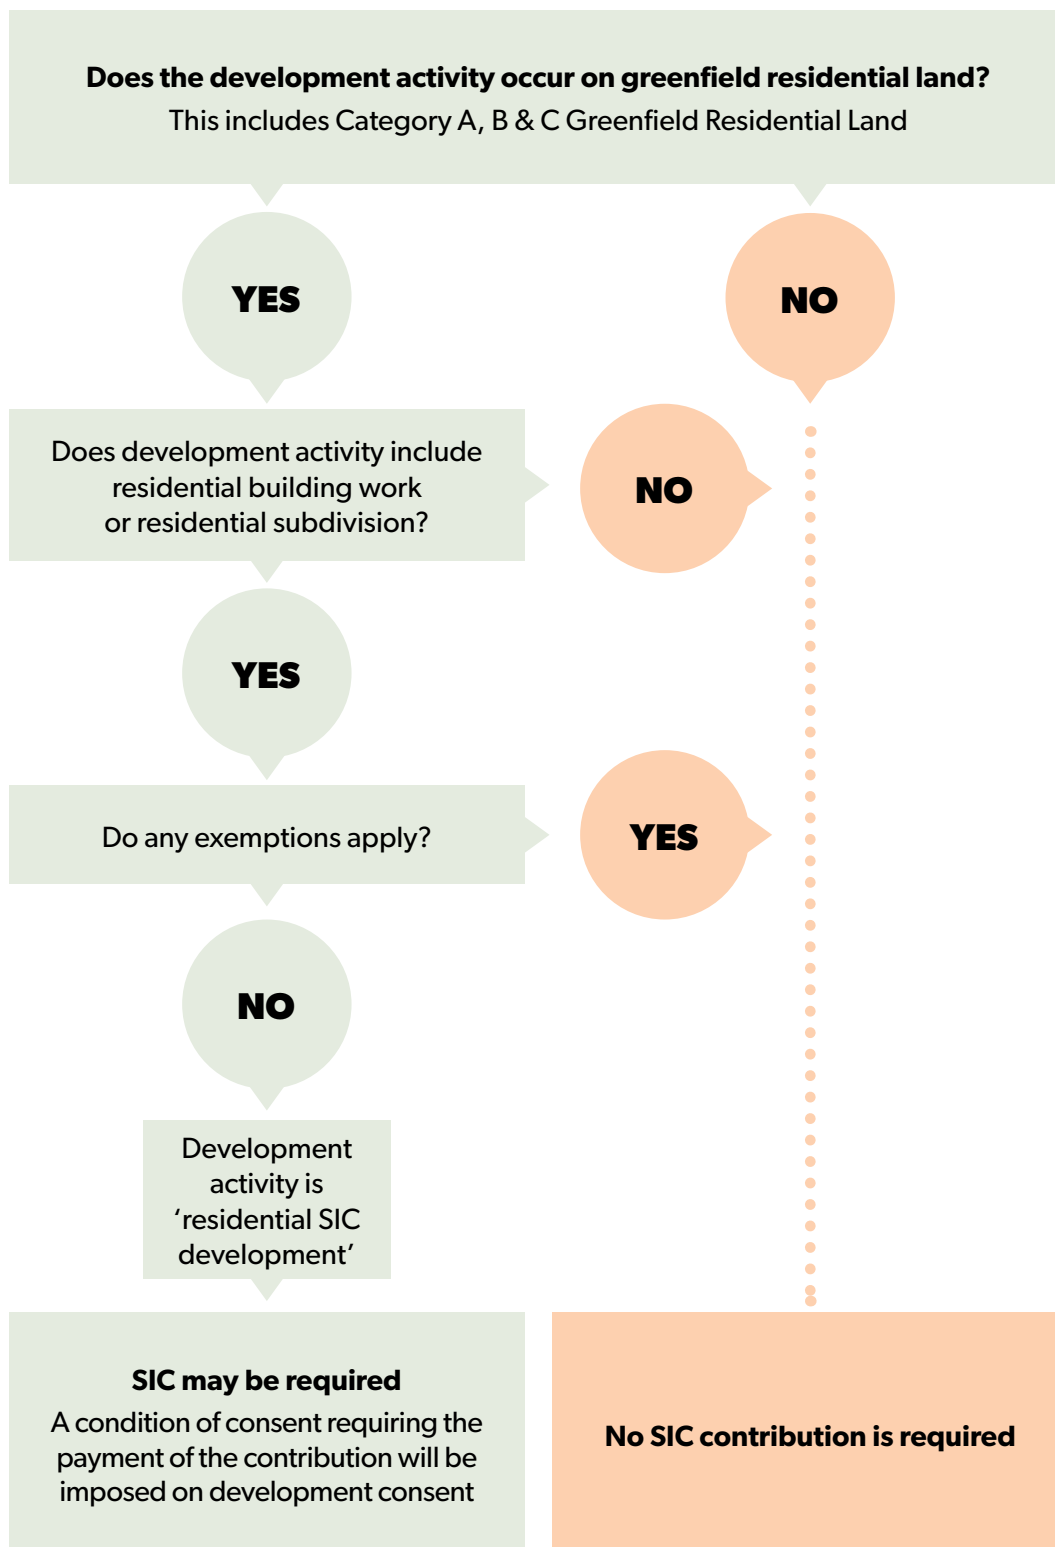 Does the development activity occur on greenfield residential land?
This includes Category A, B & C Greenfield Residential Land
YES
NO
Does development activity include
residential building work
or residential subdivision?
NO
YES
Do any exemptions apply?
YES
NO
Development
activity is
‘residential SIC
development’
SIC may be required
A condition of consent requiring the
payment of the contribution will be
imposed on development consent
No SIC contribution is required